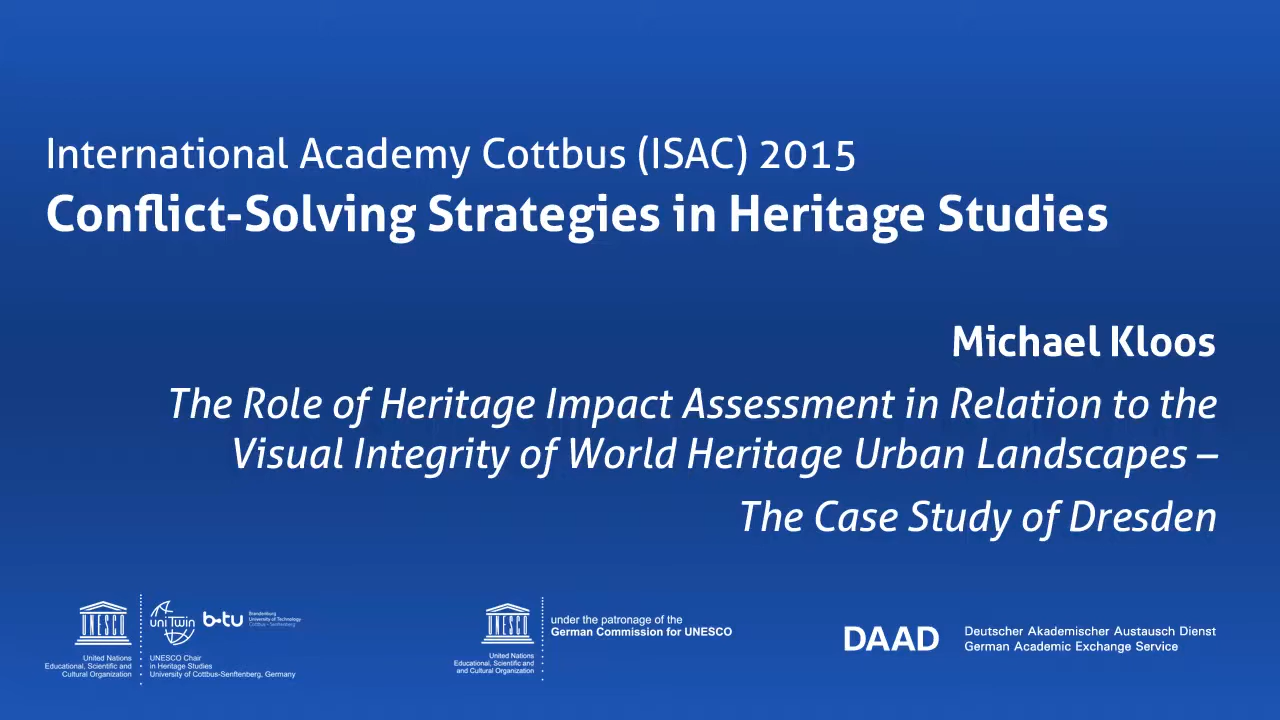 International Academy Cottbus (ISAC) 2015
Conflict-Solving Strategies in Heritage Studies
Michael Kloos
The Role of Heritage Impact Assessment in Relation to the
Visual Integrity of World Heritage Urban Landscapes –
The Case Study of Dresden
UNESCO
United Nations
Educational, Scientific and
Cultural Organization
uniTwin
b-tu
Brandenburg
University of Technology
Cottbus - Senftenberg
UNESCO Chair
in Heritage Studies
University of Cottbus-Senftenberg, Germany
UNESCO
United Nations
Educational, Scientific and
and Cultural Organization
under the patronage of the
German Commission for UNESCO
DAAD
Deutscher Akademischer Austausch Dienst
German Academic Exchange Service